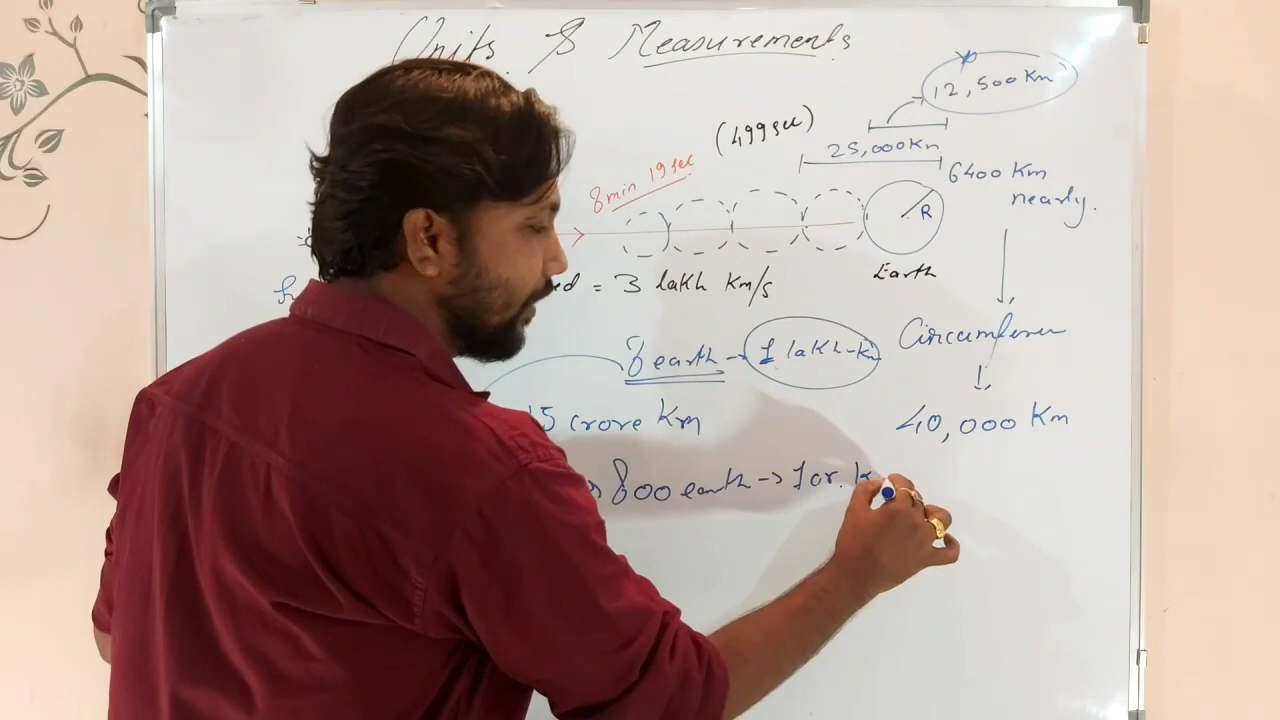 Units & Measurements
12,500 Km
(499 sec)
25,000 Km
8 min 19 sec
6400 Km
nearly.
R
Earth
= 3 lakh Km/s
8 earth → 1 lakh-km
Circumference
15 crore Km
40,000 Km
800 earth → 1 cr. k